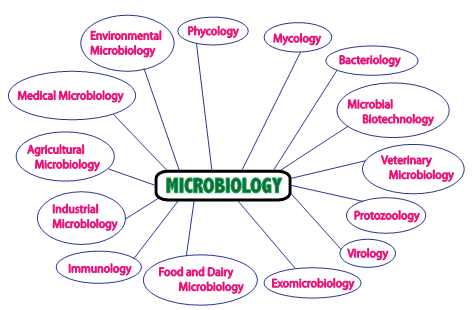 Environmental
Microbiology
Phycology
Mycology
Bacteriology
Medical Microbiology
Microbial
Biotechnology
Agricultural
Microbiology
Veterinary
Microbiology
MICROBIOLOGY
Industrial
Microbiology
Protozoology
Virology
Immunology
Food and Dairy
Microbiology
Exomicrobiology